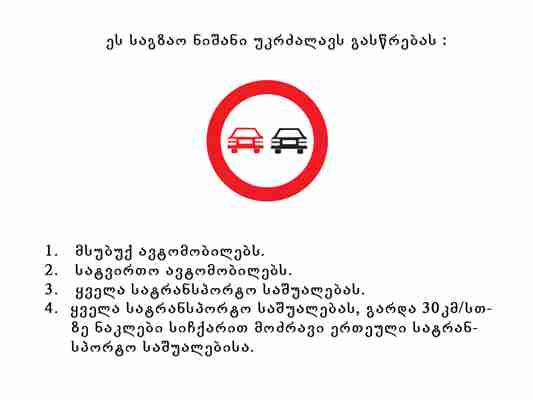 ეს საგზაო ნიშანი უკრძალავს გასწრებას :
1. მსუბუქ ავტომობილებს.
2. სატვირთო ავტომობილებს.
3. ყველა სატრანსპორტო საშუალებას.
4. ყველა სატრანსპორტო საშუალებას, გარდა 30კმ/სთ-
ზე ნაკლები სიჩქარით მოძრავი ერთეული სატრან-
სპორტო საშუალებისა.